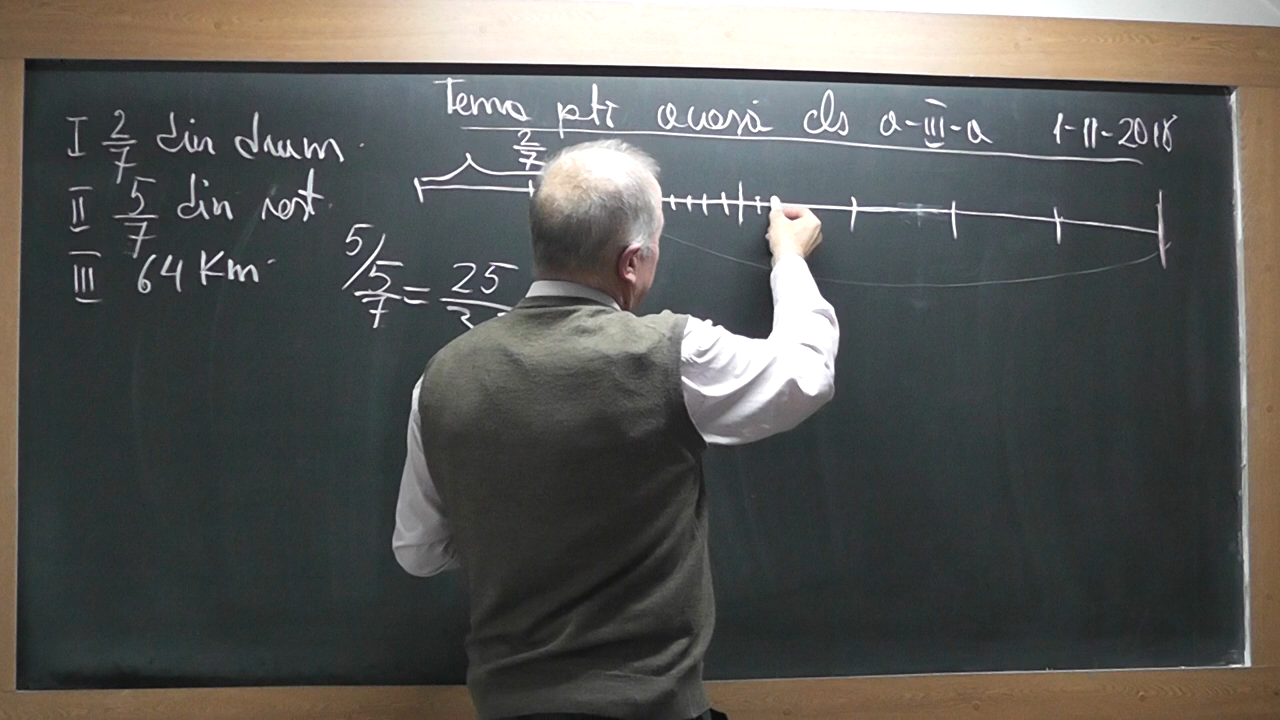 Tema ptr acasă cls a-III-a 1-11-2018
I 2/7 din drum.
II 5/7 din rest.
III 64 Km.
2/7
5/ 5/7 = 25